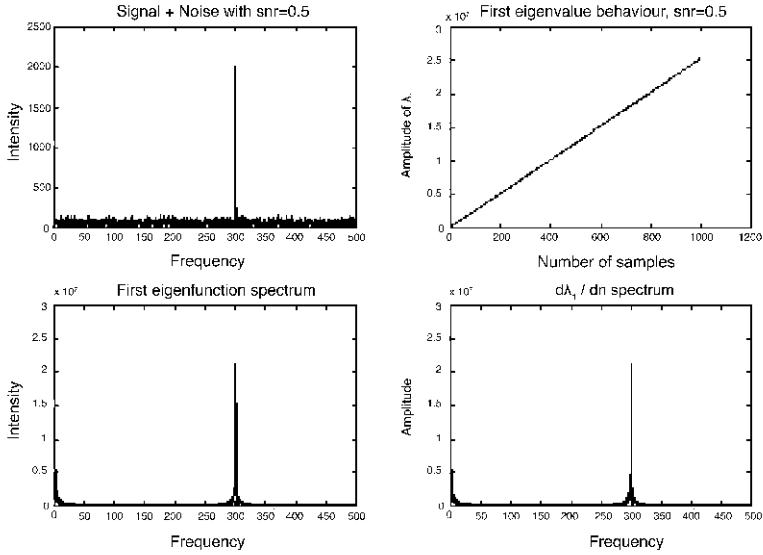 Signal + Noise with snr=0.5
2500
2000
1500
1000
500
0
Intensity
0 50 100 150 200 250 300 350 400 450 500
Frequency
First eigenvalue behaviour, snr=0.5
x 10⁷
3
2.5
2
1.5
1
0.5
0
Amplitude of λ
0 200 400 600 800 1000 1200
Number of samples
First eigenfunction spectrum
x 10⁷
3
2.5
2
1.5
1
0.5
0
Intensity
0 50 100 150 200 250 300 350 400 450 500
Frequency
dλ₁ / dn spectrum
x 10⁷
3
2.5
2
1.5
1
0.5
0
Amplitude
0 50 100 150 200 250 300 350 400 450 500
Frequency